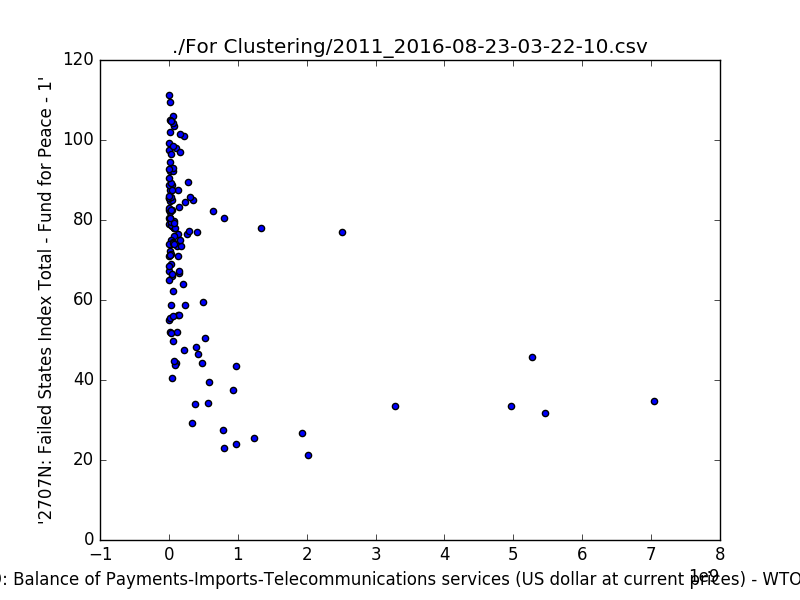 ./For Clustering/2011_2016-08-23-03-22-10.csv
120
100
80
60
40
20
0
'2707N: Failed States Index Total - Fund for Peace - 1'
−1 0 1 2 3 4 5 6 7 8
1e9
: Balance of Payments-Imports-Telecommunications services (US dollar at current prices) - WTO